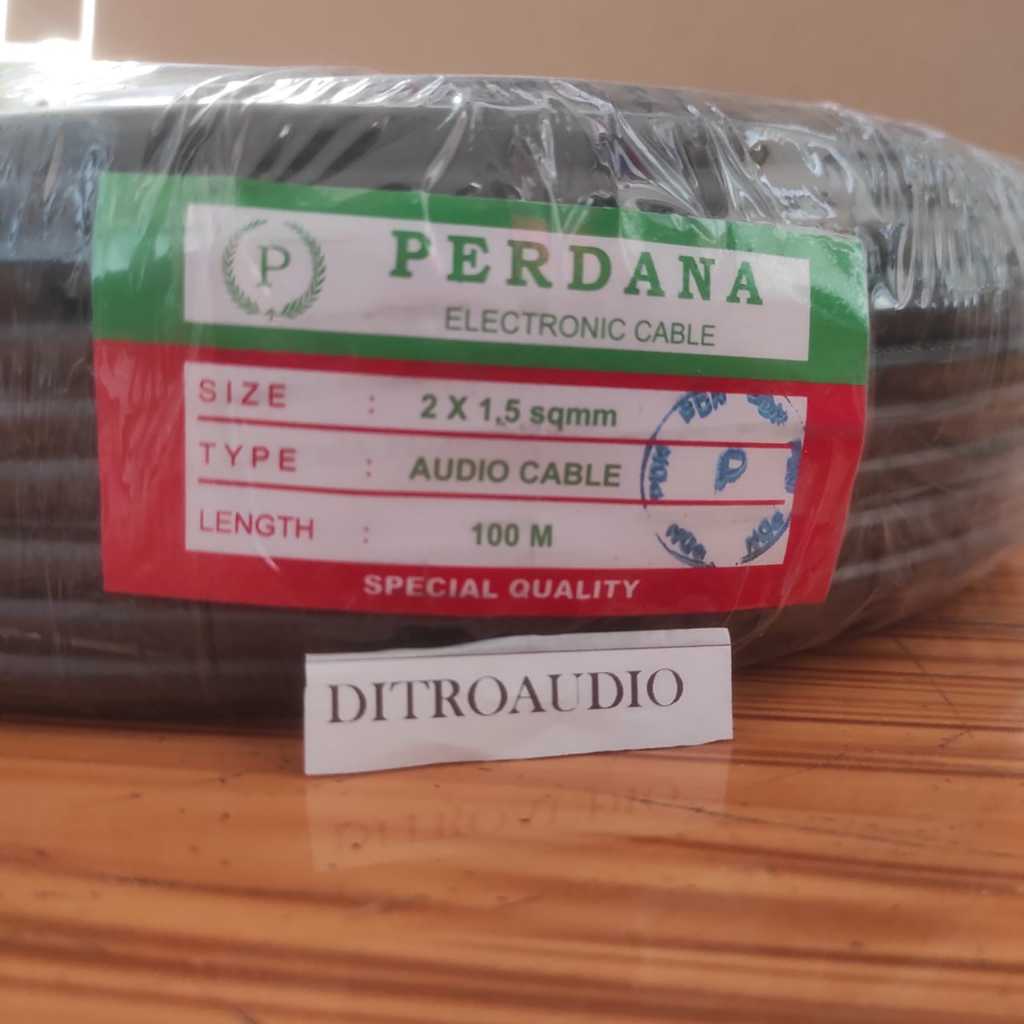 P
PERDANA
ELECTRONIC CABLE
SIZE : 2 X 1,5 sqmm
TYPE : AUDIO CABLE
LENGTH : 100 M
SPECIAL QUALITY
DITROAUDIO